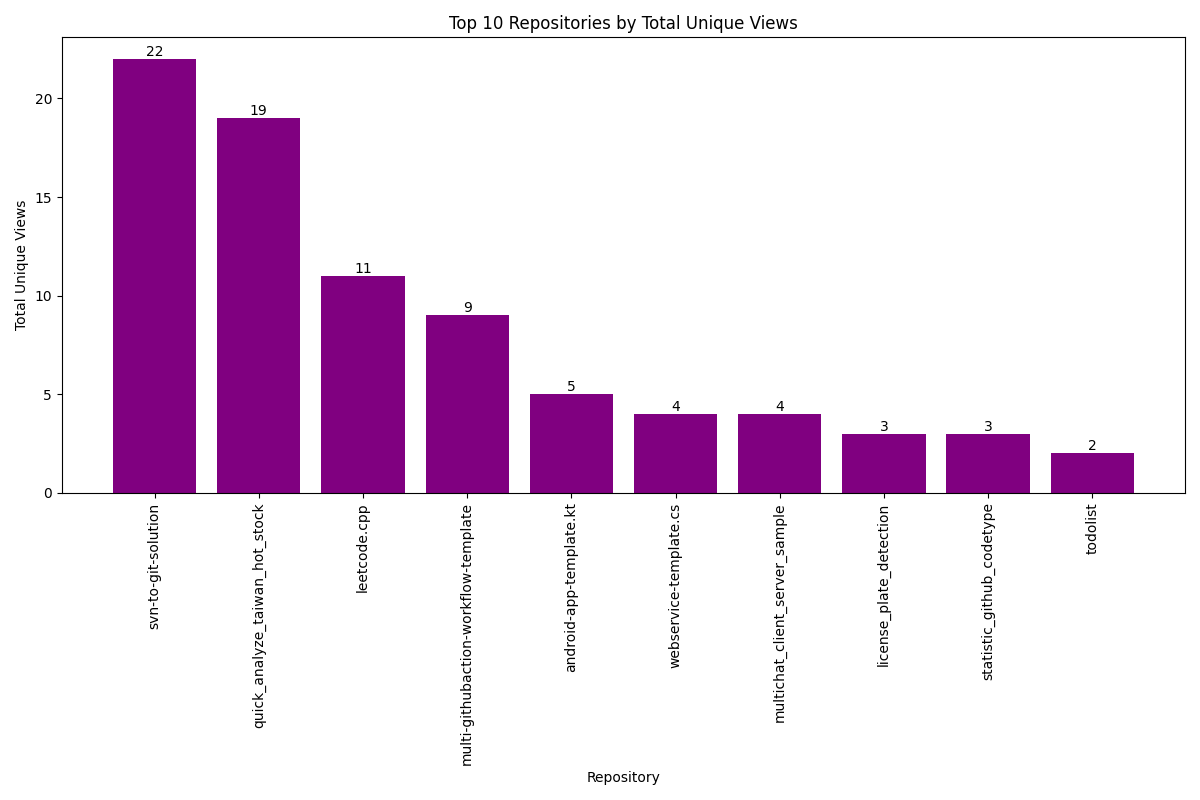 Top 10 Repositories by Total Unique Views
Total Unique Views
20
15
10
5
0
22
19
11
9
5
4
4
3
3
2
svn-to-git-solution
quick_analyze_taiwan_hot_stock
leetcode.cpp
multi-githubaction-workflow-template
android-app-template.kt
webservice-template.cs
multichat_client_server_sample
license_plate_detection
statistic_github_codetype
todolist
Repository